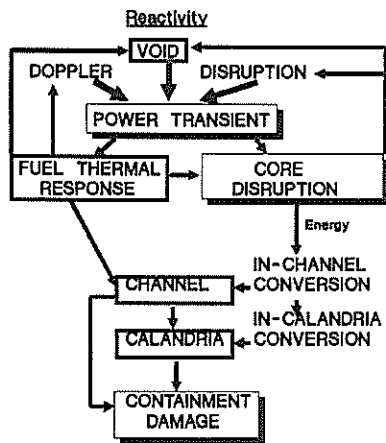 Reactivity
VOID
DOPPLER
DISRUPTION
POWER TRANSIENT
FUEL THERMAL
RESPONSE
CORE
DISRUPTION
Energy
IN-CHANNEL
CONVERSION
CHANNEL
IN-CALANDRIA
CONVERSION
CALANDRIA
CONTAINMENT
DAMAGE